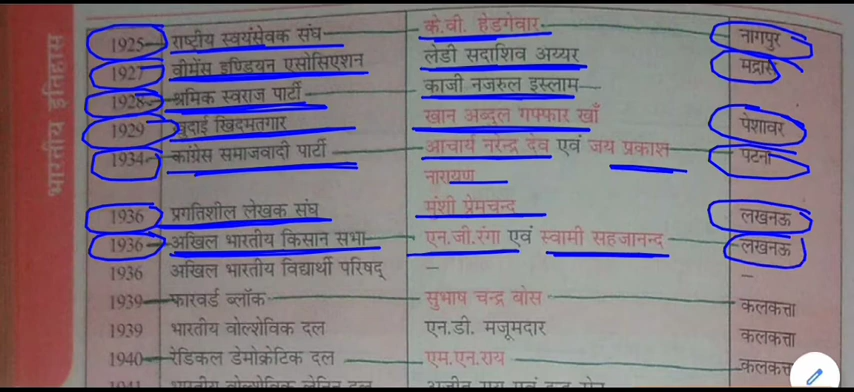 भारतीय इतिहास
1925 राष्ट्रीय स्वयंसेवक संघ के.वी. हेडगेवार नागपुर
1927 वीमेंस इण्डियन एसोसिएशन लेडी सदाशिव अय्यर मद्रास
1928 श्रमिक स्वराज पार्टी काजी नजरुल इस्लाम
1929 खुदाई खिदमतगार खान अब्दुल गफ्फार खाँ पेशावर
1934 कांग्रेस समाजवादी पार्टी आचार्य नरेन्द्र देव एवं जय प्रकाश पटना
नारायण
1936 प्रगतिशील लेखक संघ मुंशी प्रेमचन्द लखनऊ
1936 अखिल भारतीय किसान सभा एन.जी.रंगा एवं स्वामी सहजानन्द लखनऊ
1936 अखिल भारतीय विद्यार्थी परिषद् – –
1939 फारवर्ड ब्लॉक सुभाष चन्द्र बोस कलकत्ता
1939 भारतीय वोल्शेविक दल एन.डी. मजूमदार कलकत्ता
1940 रेडिकल डेमोक्रेटिक दल एम.एन.राय कलकत्ता